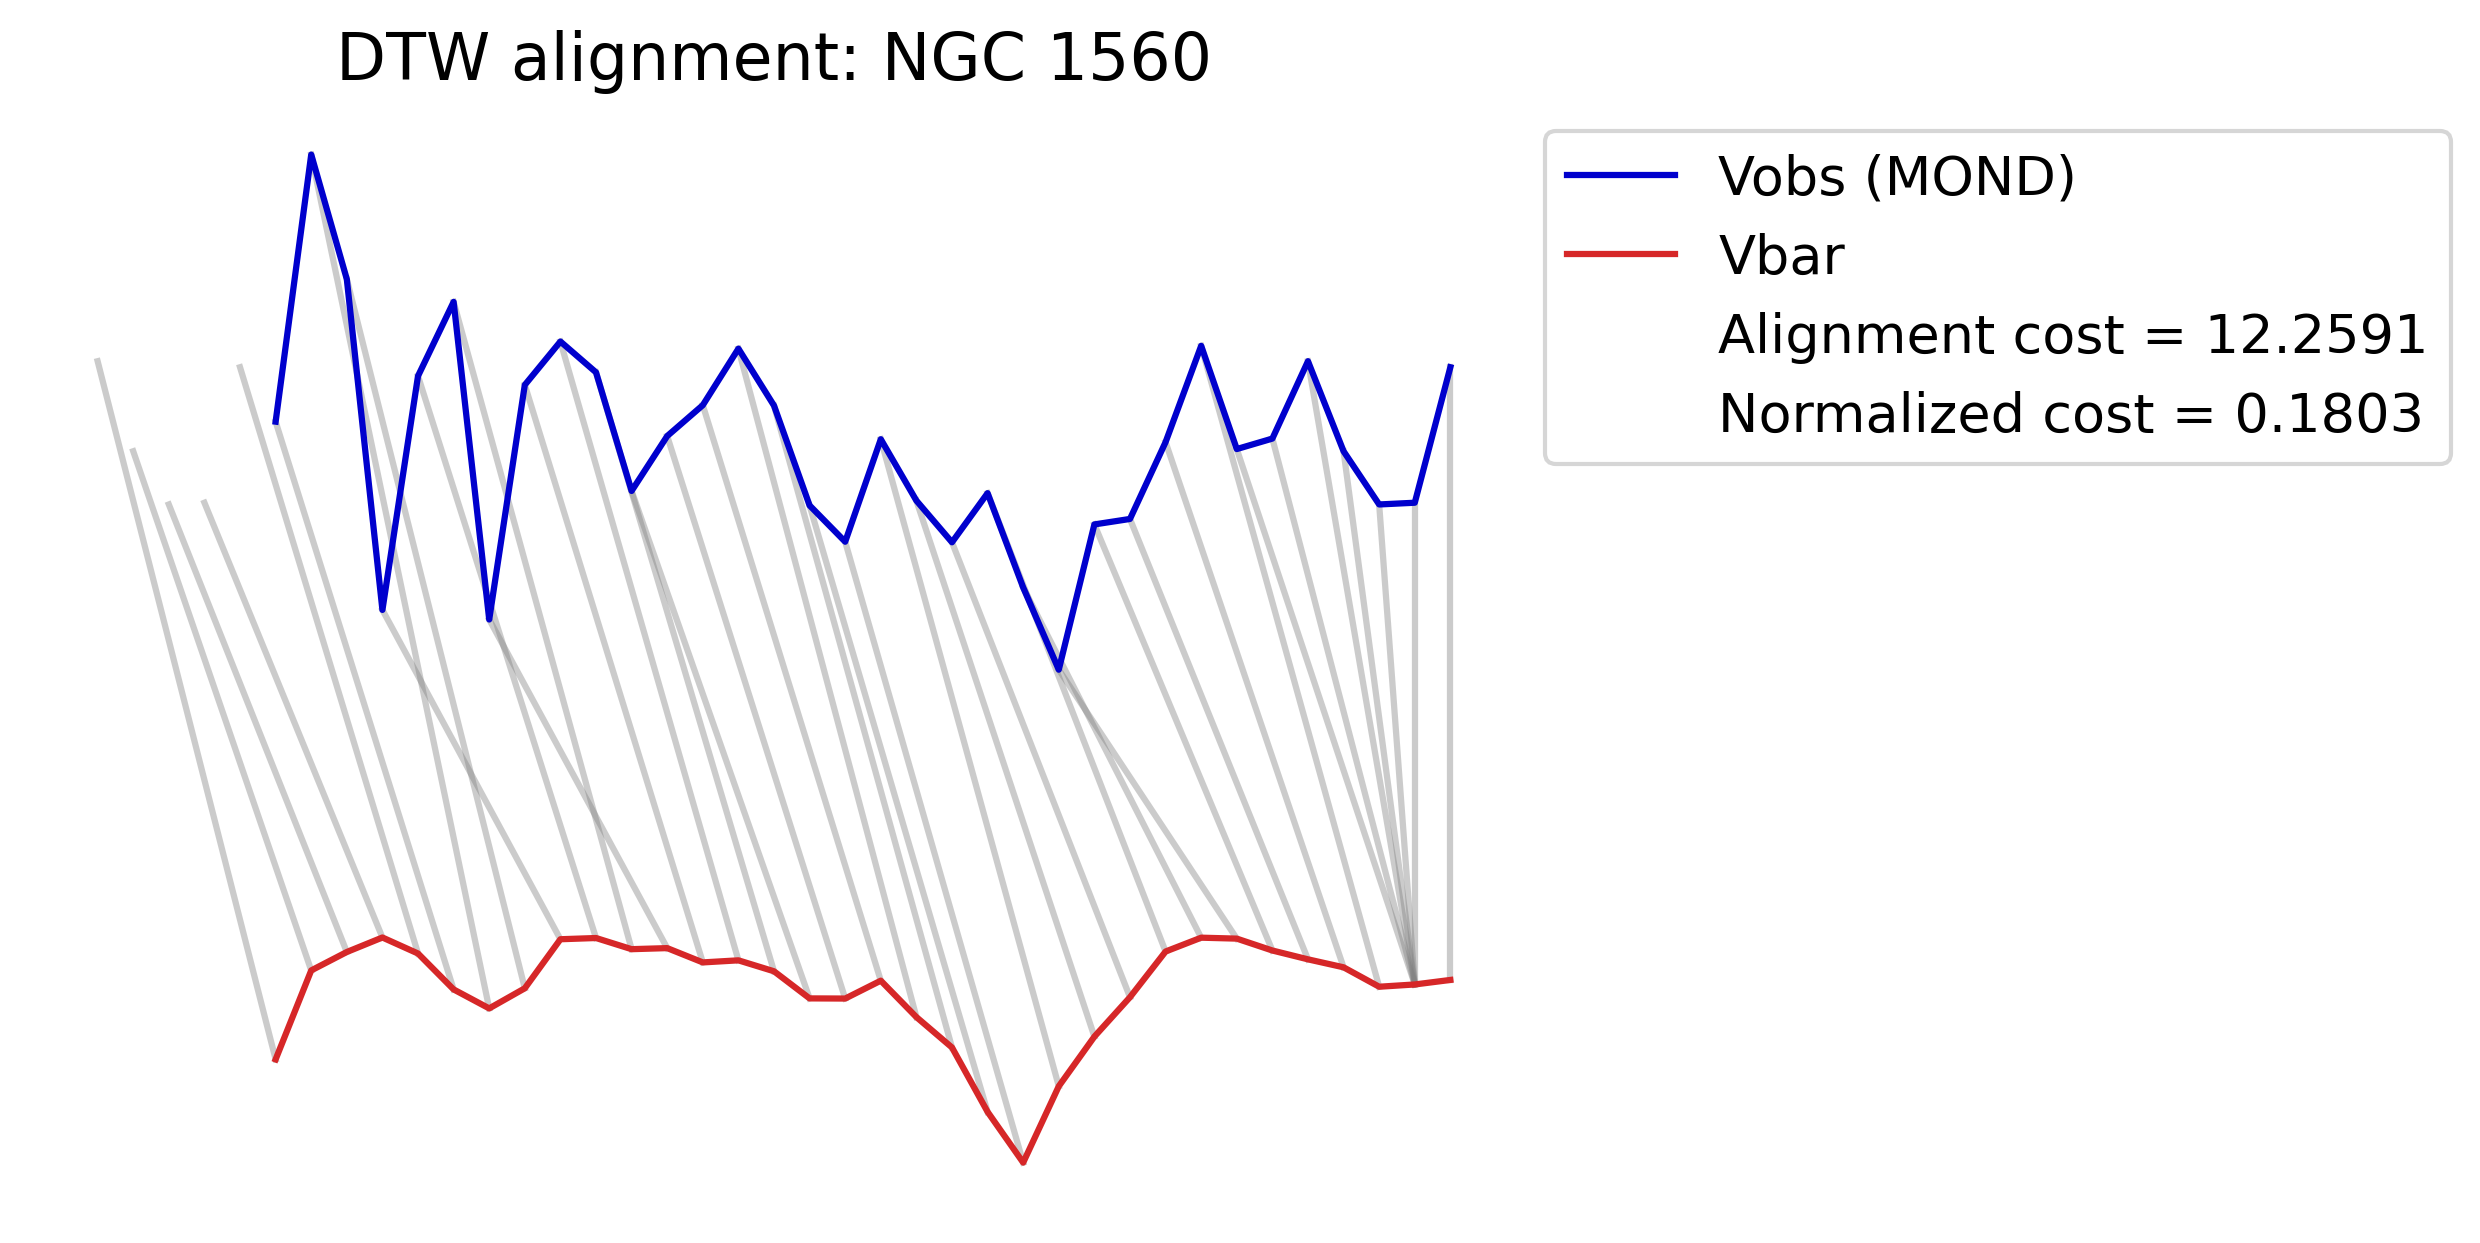 DTW alignment: NGC 1560
Vobs (MOND)
Vbar
Alignment cost = 12.2591
Normalized cost = 0.1803